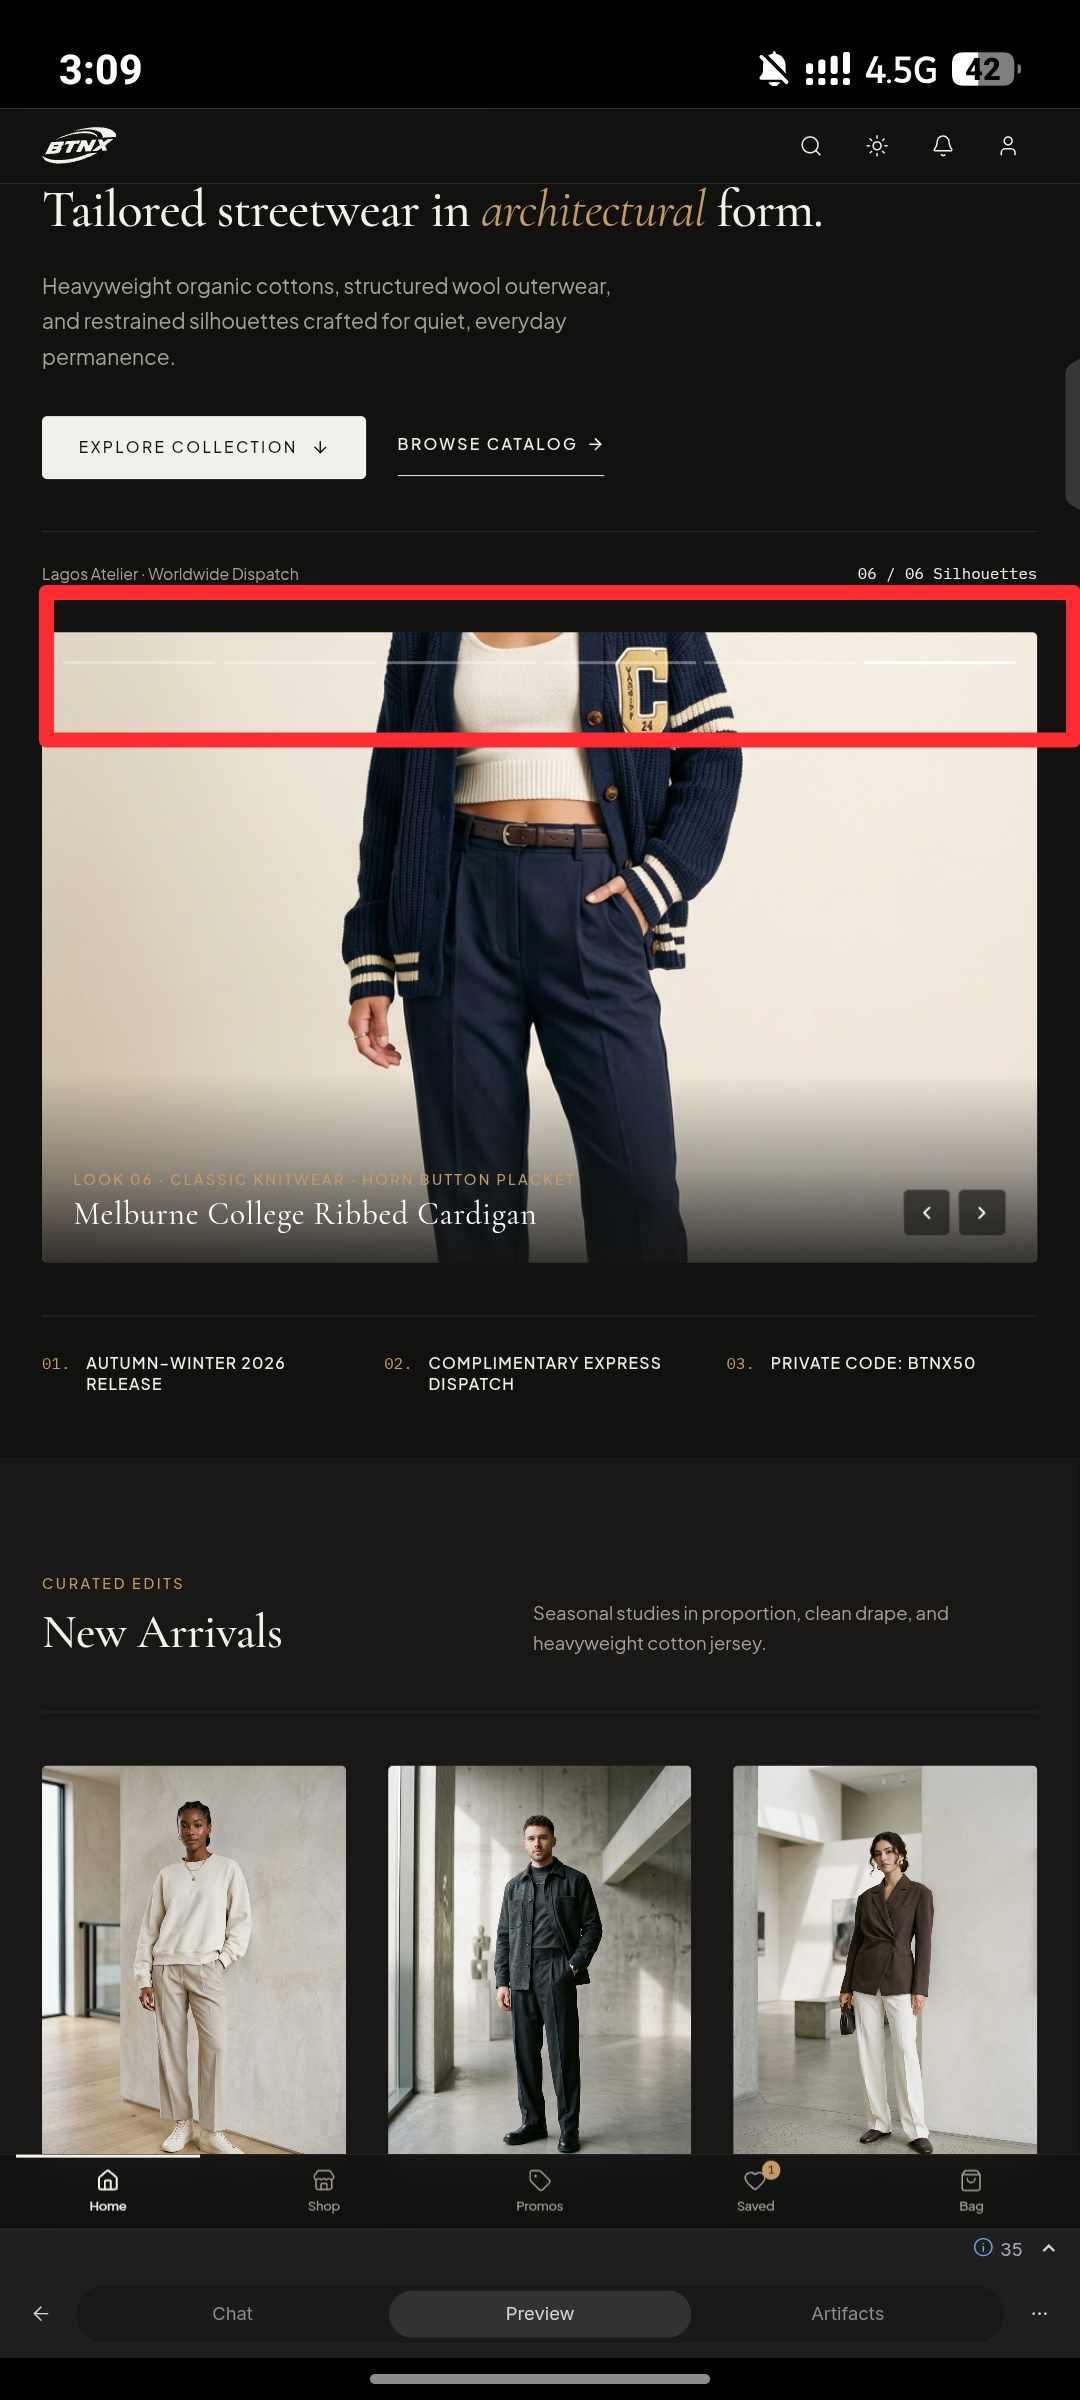 3:09
4.5G
42
BTNX
Tailored streetwear in architectural form.
Heavyweight organic cottons, structured wool outerwear,
and restrained silhouettes crafted for quiet, everyday
permanence.
EXPLORE COLLECTION ↓
BROWSE CATALOG →
Lagos Atelier · Worldwide Dispatch
06 / 06 Silhouettes
C
24
LOOK 06 · CLASSIC KNITWEAR · HORN BUTTON PLACKET
Melburne College Ribbed Cardigan
01. AUTUMN–WINTER 2026
RELEASE
02. COMPLIMENTARY EXPRESS
DISPATCH
03. PRIVATE CODE: BTNX50
CURATED EDITS
New Arrivals
Seasonal studies in proportion, clean drape, and
heavyweight cotton jersey.
Home
Shop
Promos
1
Saved
Bag
35
Chat
Preview
Artifacts